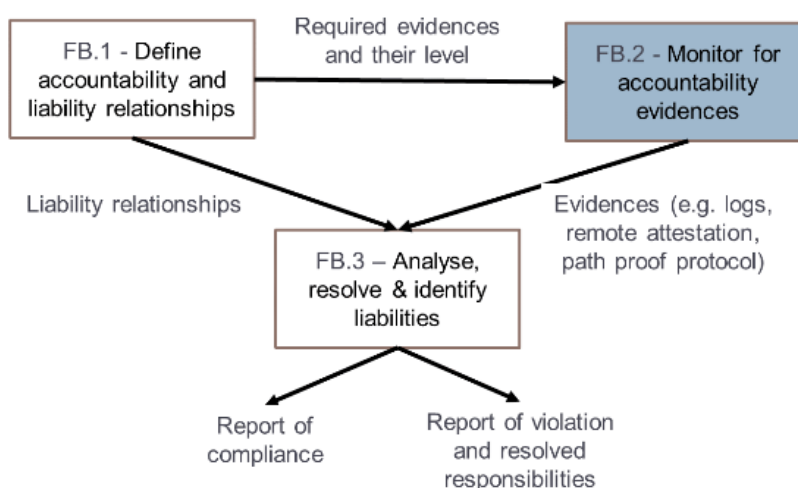 FB.1 - Define
accountability and
liability relationships
Required evidences
and their level
FB.2 - Monitor for
accountability
evidences
Liability relationships
Evidences (e.g. logs,
remote attestation,
path proof protocol)
FB.3 – Analyse,
resolve & identify
liabilities
Report of
compliance
Report of violation
and resolved
responsibilities